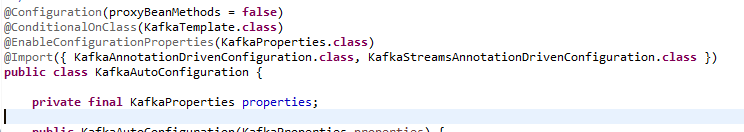 @Configuration(proxyBeanMethods = false)
@ConditionalOnClass(KafkaTemplate.class)
@EnableConfigurationProperties(KafkaProperties.class)
@Import({ KafkaAnnotationDrivenConfiguration.class, KafkaStreamsAnnotationDrivenConfiguration.class })
public class KafkaAutoConfiguration {
private final KafkaProperties properties;
public KafkaAutoConfiguration(KafkaProperties properties) {